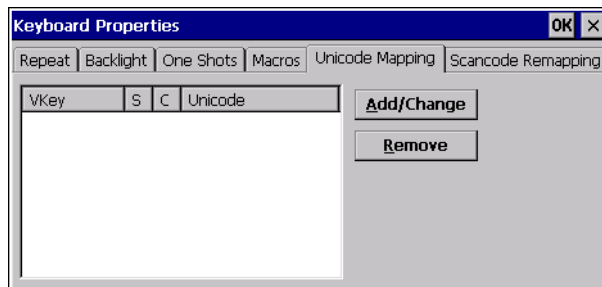 Keyboard Properties OK ×
Repeat Backlight One Shots Macros Unicode Mapping Scancode Remapping
VKey S C Unicode
Add/Change
Remove